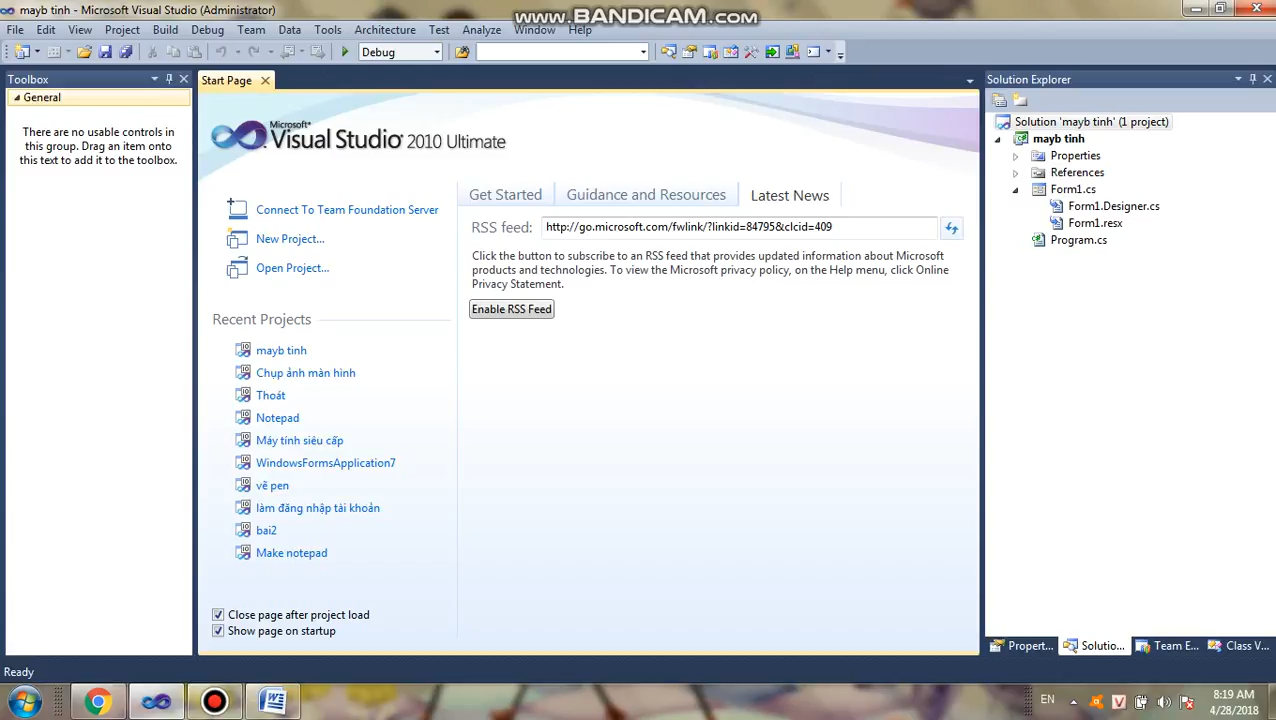 mayb tinh - Microsoft Visual Studio (Administrator)
www.BANDICAM.com
File Edit View Project Build Debug Team Data Tools Architecture Test Analyze Window Help
Debug
Toolbox
General
There are no usable controls in
this group. Drag an item onto
this text to add it to the toolbox.
Start Page
Microsoft®
Visual Studio® 2010 Ultimate
Connect To Team Foundation Server
New Project...
Open Project...
Recent Projects
mayb tinh
Chụp ảnh màn hình
Thoát
Notepad
Máy tính siêu cấp
WindowsFormsApplication7
vẽ pen
làm đăng nhập tài khoản
bai2
Make notepad
Close page after project load
Show page on startup
Get Started Guidance and Resources Latest News
RSS feed: http://go.microsoft.com/fwlink/?linkid=84795&clcid=409
Click the button to subscribe to an RSS feed that provides updated information about Microsoft
products and technologies. To view the Microsoft privacy policy, on the Help menu, click Online
Privacy Statement.
Enable RSS Feed
Solution Explorer
Solution 'mayb tinh' (1 project)
mayb tinh
Properties
References
Form1.cs
Form1.Designer.cs
Form1.resx
Program.cs
Propert... Solutio... Team E... Class V...
Ready
EN
8:19 AM
4/28/2018